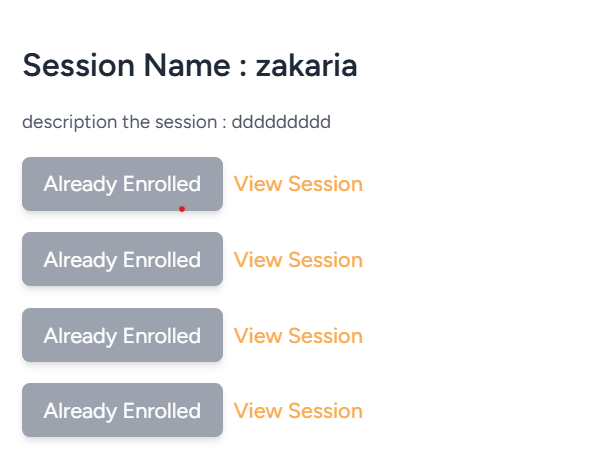 Session Name : zakaria
description the session : ddddddddd
Already Enrolled View Session
Already Enrolled View Session
Already Enrolled View Session
Already Enrolled View Session